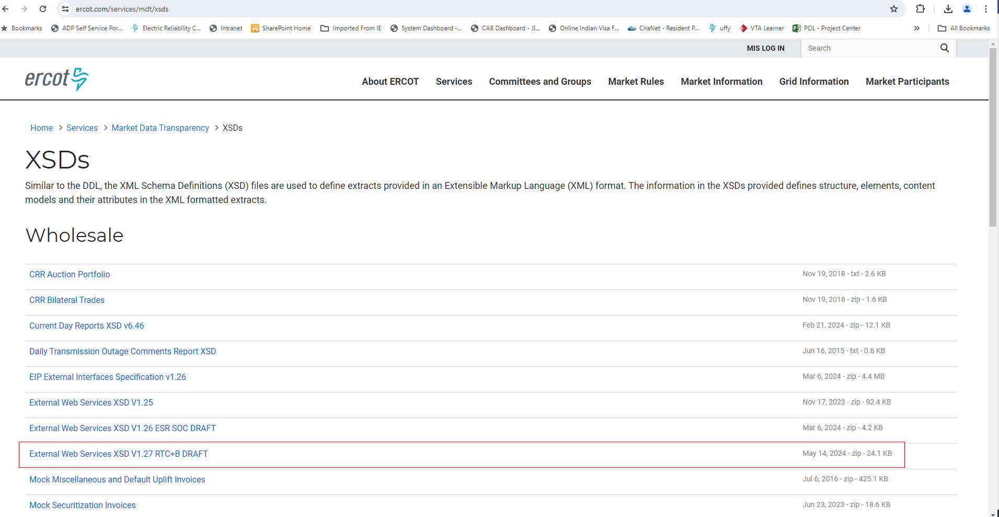 ercot.com/services/mdt/xsds
Bookmarks ADP Self Service Por... Electric Reliability C... Intranet SharePoint Home Imported From IE System Dashboard -... CAB Dashboard - JI... Online Indian Visa F... CiraNet - Resident P... uffy VTA Learner POL - Project Center » All Bookmarks
MIS LOG IN Search
ercot
About ERCOT Services Committees and Groups Market Rules Market Information Grid Information Market Participants
Home > Services > Market Data Transparency > XSDs
XSDs
Similar to the DDL, the XML Schema Definitions (XSD) files are used to define extracts provided in an Extensible Markup Language (XML) format. The information in the XSDs provided defines structure, elements, content
models and their attributes in the XML formatted extracts.
Wholesale
CRR Auction Portfolio Nov 19, 2018 - txt - 2.6 KB
CRR Bilateral Trades Nov 19, 2018 - zip - 1.6 KB
Current Day Reports XSD v6.46 Feb 21, 2024 - zip - 12.1 KB
Daily Transmission Outage Comments Report XSD Jun 16, 2015 - txt - 0.6 KB
EIP External Interfaces Specification v1.26 Mar 6, 2024 - zip - 4.4 MB
External Web Services XSD V1.25 Nov 17, 2023 - zip - 92.4 KB
External Web Services XSD V1.26 ESR SOC DRAFT Mar 6, 2024 - zip - 4.2 KB
External Web Services XSD V1.27 RTC+B DRAFT May 14, 2024 - zip - 24.1 KB
Mock Miscellaneous and Default Uplift Invoices Jul 6, 2016 - zip - 425.1 KB
Mock Securitization Invoices Jun 23, 2023 - zip - 18.6 KB